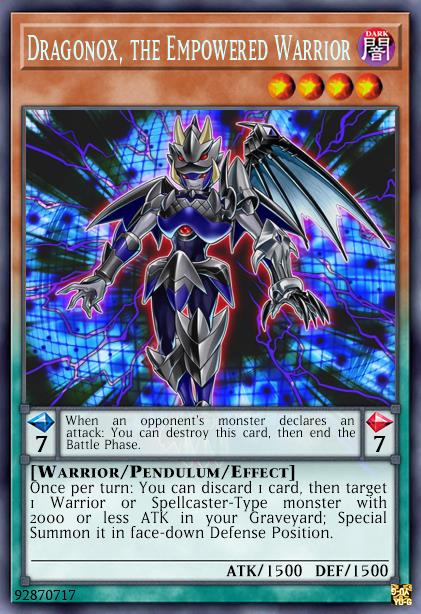 Dragonox, the Empowered Warrior
DARK
闇
When an opponent's monster declares an
attack: You can destroy this card, then end the
Battle Phase.
7
7
[Warrior/Pendulum/Effect]
Once per turn: You can discard 1 card, then target
1 Warrior or Spellcaster-Type monster with
2000 or less ATK in your Graveyard; Special
Summon it in face-down Defense Position.
ATK/1500 DEF/1500
92870717